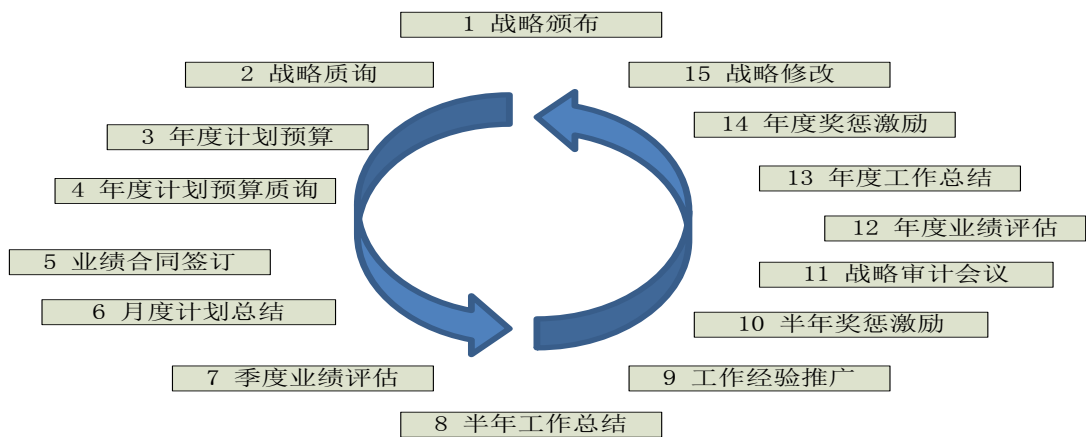 1 战略颁布
2 战略质询
15 战略修改
3 年度计划预算
14 年度奖惩激励
4 年度计划预算质询
13 年度工作总结
12 年度业绩评估
5 业绩合同签订
11 战略审计会议
6 月度计划总结
10 半年奖惩激励
7 季度业绩评估
9 工作经验推广
8 半年工作总结